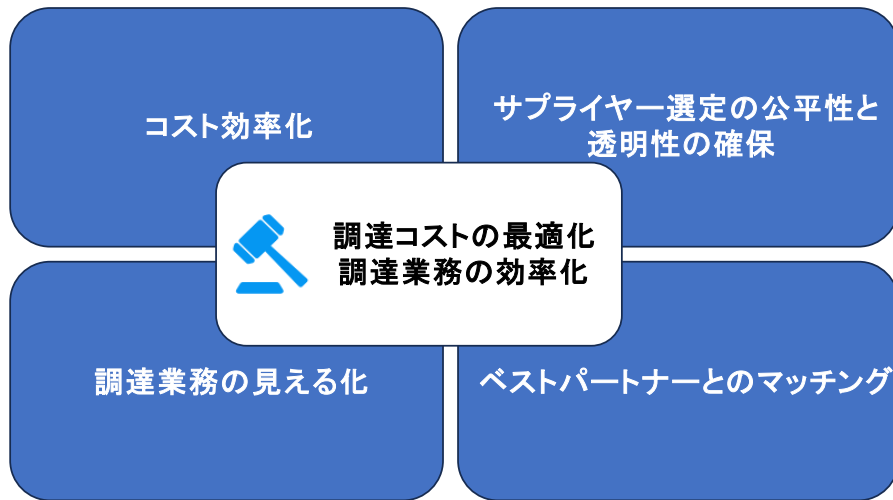 コスト効率化
サプライヤー選定の公平性と
透明性の確保
調達コストの最適化
調達業務の効率化
調達業務の見える化
ベストパートナーとのマッチング